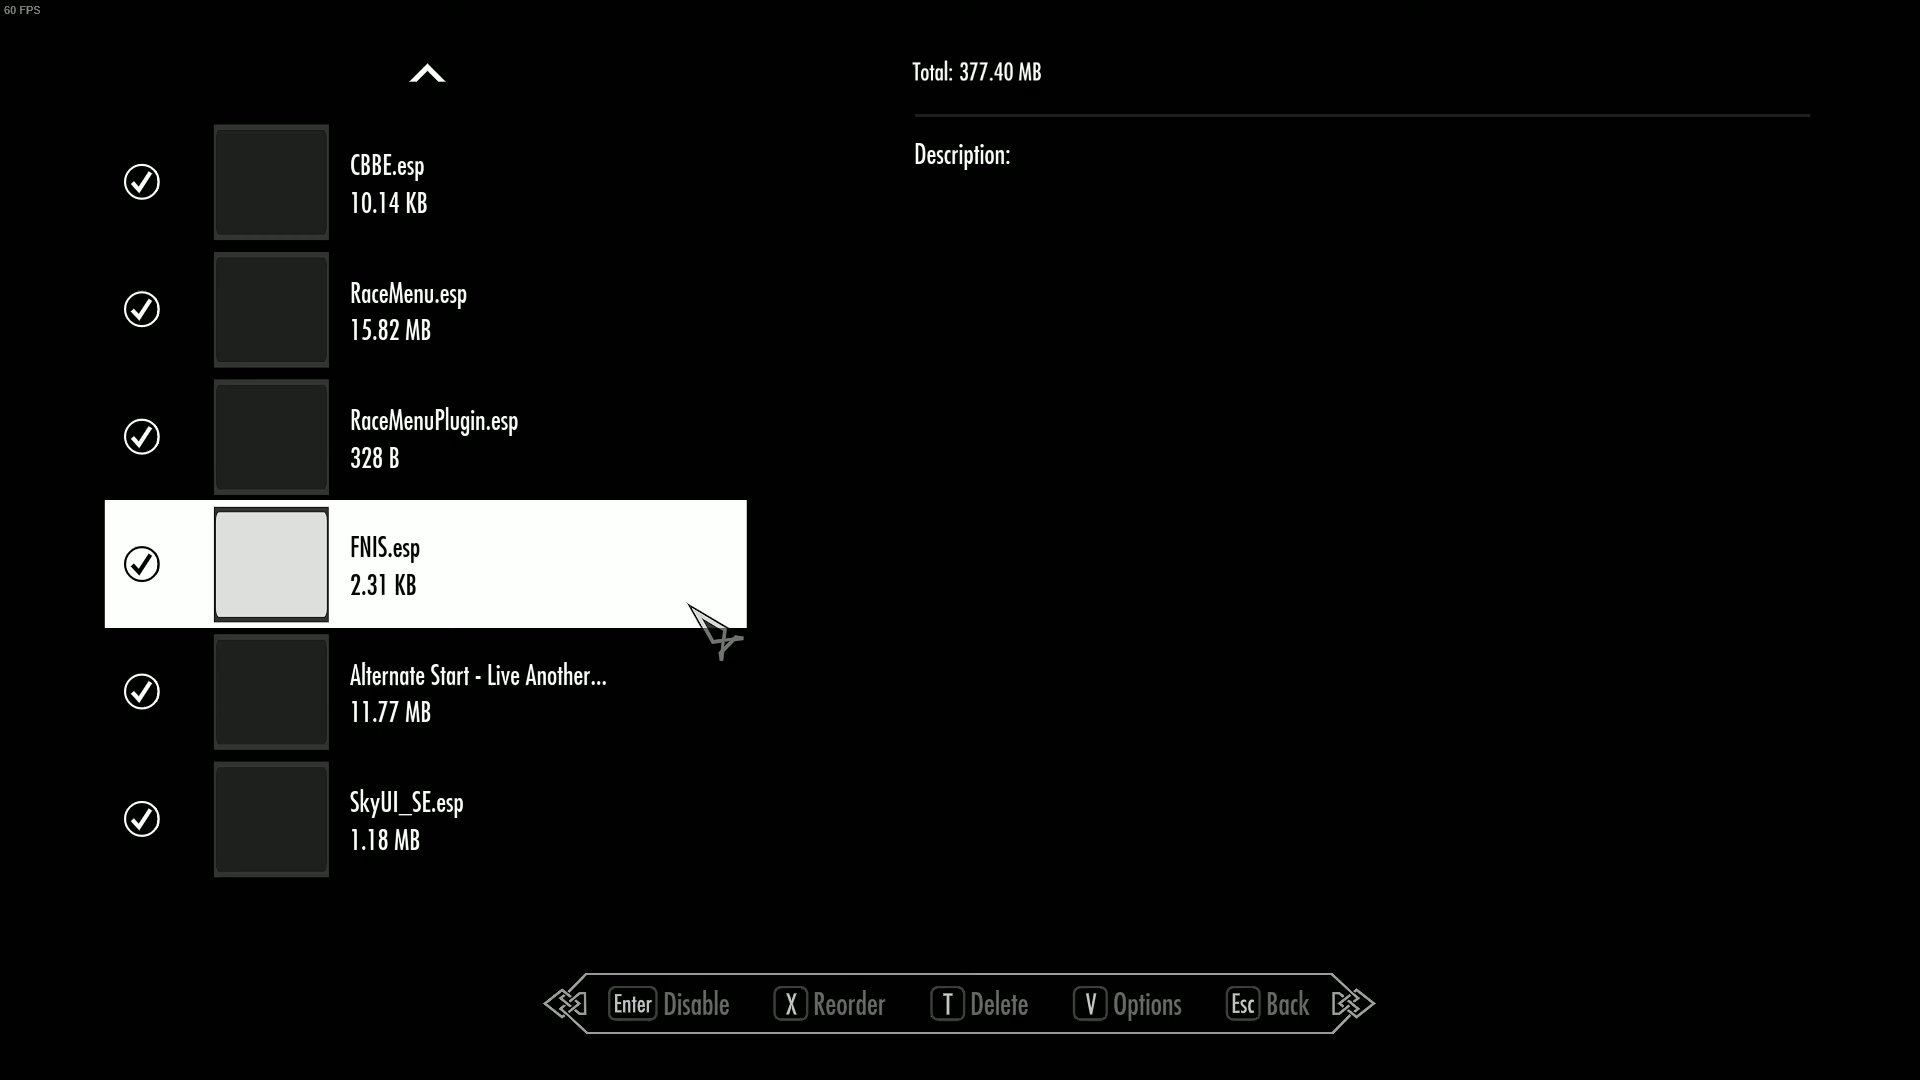 60 FPS
Total: 377.40 MB
Description:
CBBE.esp
10.14 KB
RaceMenu.esp
15.82 MB
RaceMenuPlugin.esp
328 B
FNIS.esp
2.31 KB
Alternate Start - Live Another...
11.77 MB
SkyUI_SE.esp
1.18 MB
Enter Disable X Reorder T Delete V Options Esc Back